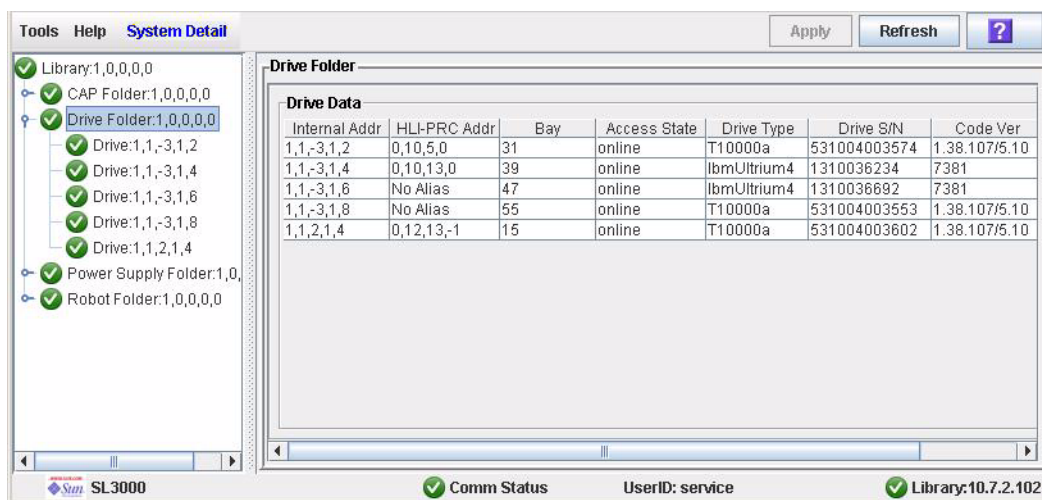 Tools Help System Detail Apply Refresh ?
Library:1,0,0,0,0
CAP Folder:1,0,0,0,0
Drive Folder:1,0,0,0,0
Drive:1,1,-3,1,2
Drive:1,1,-3,1,4
Drive:1,1,-3,1,6
Drive:1,1,-3,1,8
Drive:1,1,2,1,4
Power Supply Folder:1,0,
Robot Folder:1,0,0,0,0
Drive Folder
Drive Data
Internal Addr HLI-PRC Addr Bay Access State Drive Type Drive S/N Code Ver
1,1,-3,1,2 0,10,5,0 31 online T10000a 531004003574 1.38.107/5.10
1,1,-3,1,4 0,10,13,0 39 online IbmUltrium4 1310036234 7381
1,1,-3,1,6 No Alias 47 online IbmUltrium4 1310036692 7381
1,1,-3,1,8 No Alias 55 online T10000a 531004003553 1.38.107/5.10
1,1,2,1,4 0,12,13,-1 15 online T10000a 531004003602 1.38.107/5.10
Sun SL3000 Comm Status UserID: service Library:10.7.2.102